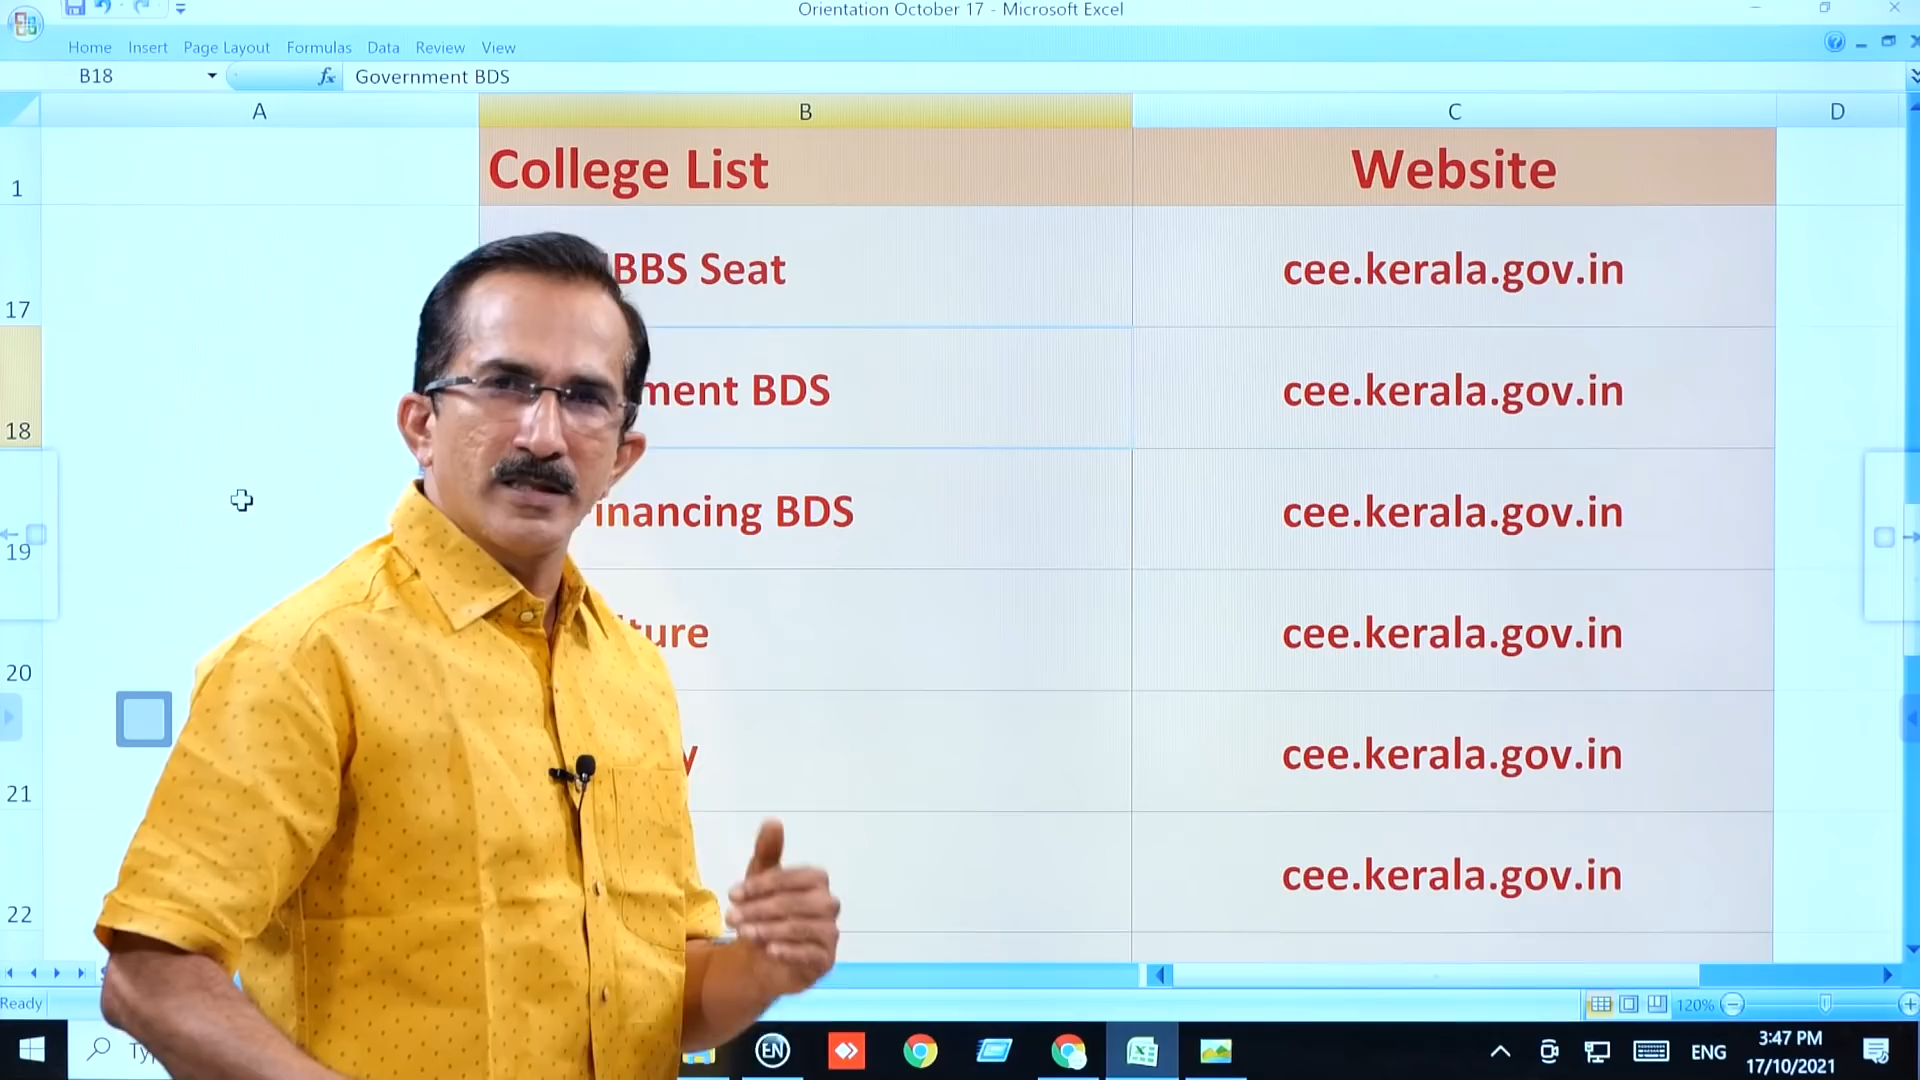 Orientation October 17 - Microsoft Excel
Home Insert Page Layout Formulas Data Review View
B18 fx Government BDS
A B C D
1 College List Website
17 BBS Seat cee.kerala.gov.in
18 ment BDS cee.kerala.gov.in
19 inancing BDS cee.kerala.gov.in
20 ture cee.kerala.gov.in
21 y cee.kerala.gov.in
22 cee.kerala.gov.in
Ready 120%
Ty EN ENG 3:47 PM
17/10/2021